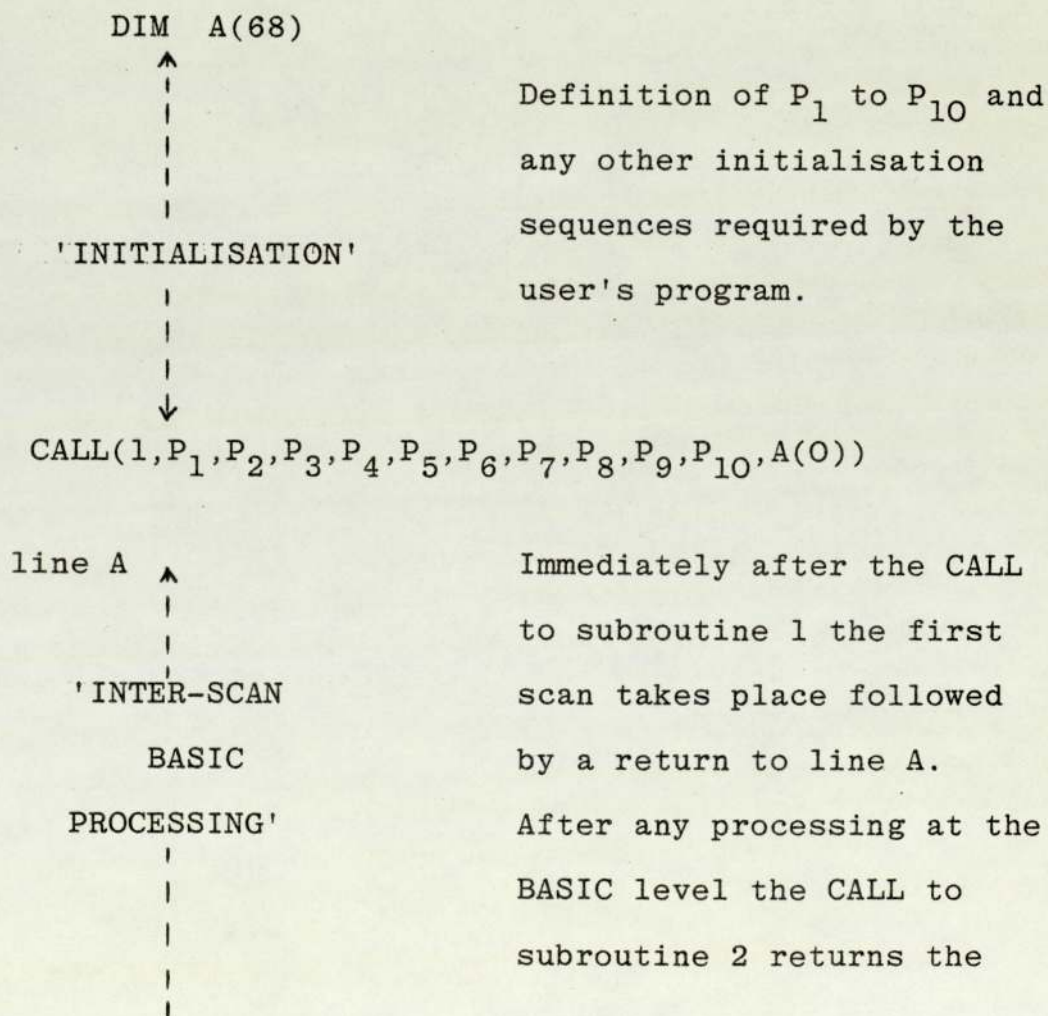 DIM A(68)
Definition of P1 to P10 and
any other initialisation
sequences required by the
'INITIALISATION'
user's program.
CALL(1,P1,P2,P3,P4,P5,P6,P7,P8,P9,P10,A(0))
line A
Immediately after the CALL
to subroutine 1 the first
'INTER-SCAN
scan takes place followed
BASIC
by a return to line A.
PROCESSING'
After any processing at the
BASIC level the CALL to
subroutine 2 returns the